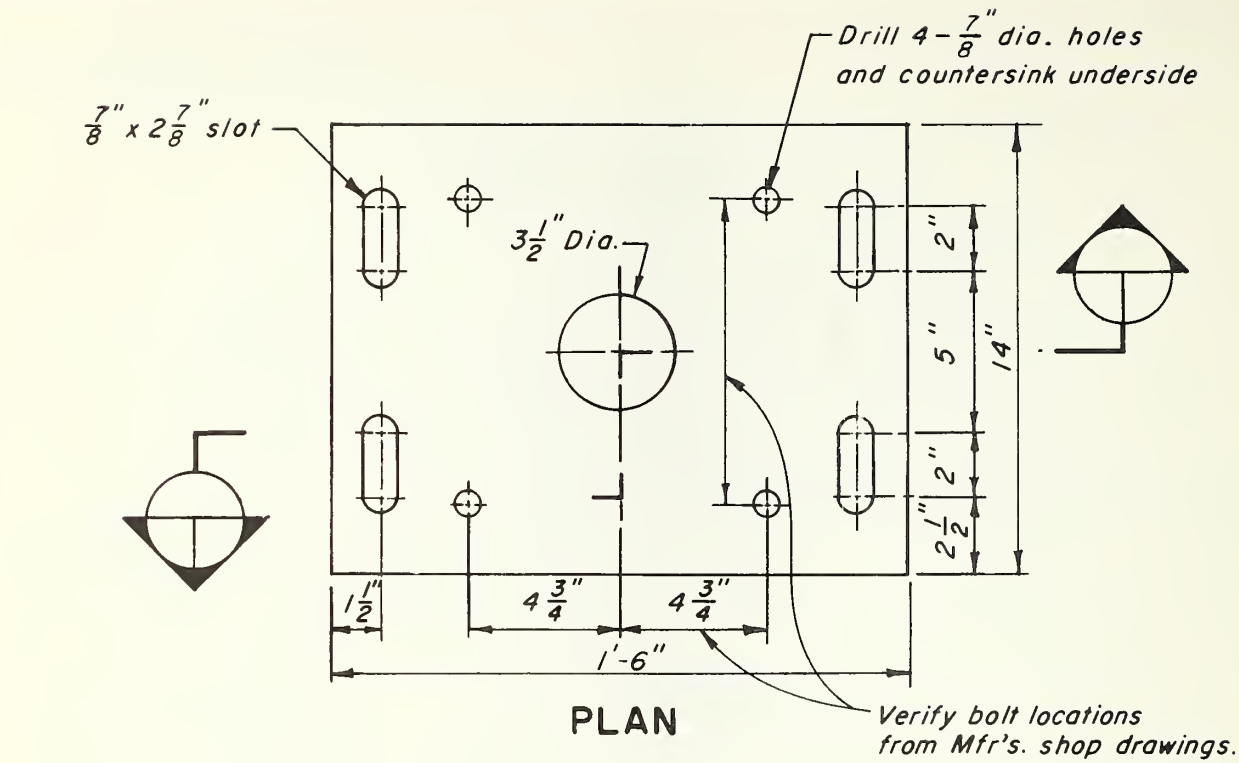 Drill 4 - 7/8" dia. holes
and countersink underside
7/8" x 2 7/8" slot
3 1/2" Dia.
2"
5"
14"
2"
2 1/2"
1 1/2"
4 3/4"
4 3/4"
1'-6"
PLAN
Verify bolt locations
from Mfr's. shop drawings.